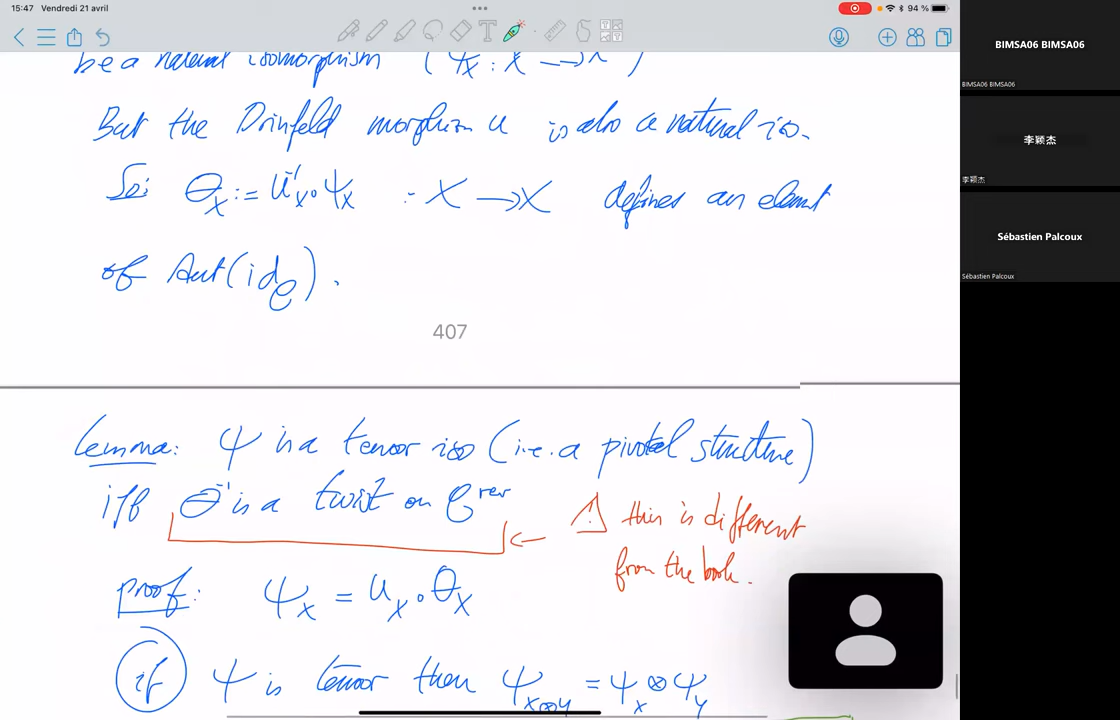 15:47 Vendredi 21 avril
94 %
be a natural isomorphism (Ψ_X : X → X
But the Drinfeld morphism u is also a natural iso.
So: θ_X := u_X^{-1} ∘ Ψ_X : X → X defines an element
of Aut(id_C).
407
Lemma: Ψ is a tensor iso (i.e. a pivotal structure)
iff θ^{-1} is a twist on C^{rev}
← ⚠ this is different
from the book.
proof: Ψ_X = u_X ∘ θ_X
if Ψ is tensor then Ψ_{X⊗Y} = Ψ_X ⊗ Ψ_Y
BIMSA06 BIMSA06
BIMSA06 BIMSA06
李颖杰
李颖杰
Sébastien Palcoux
Sébastien Palcoux